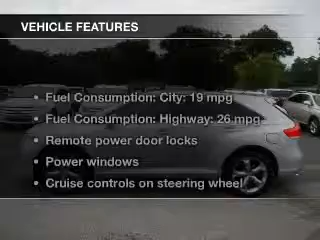 VEHICLE FEATURES
• Fuel Consumption: City: 19 mpg
• Fuel Consumption: Highway: 26 mpg
• Remote power door locks
• Power windows
• Cruise controls on steering wheel